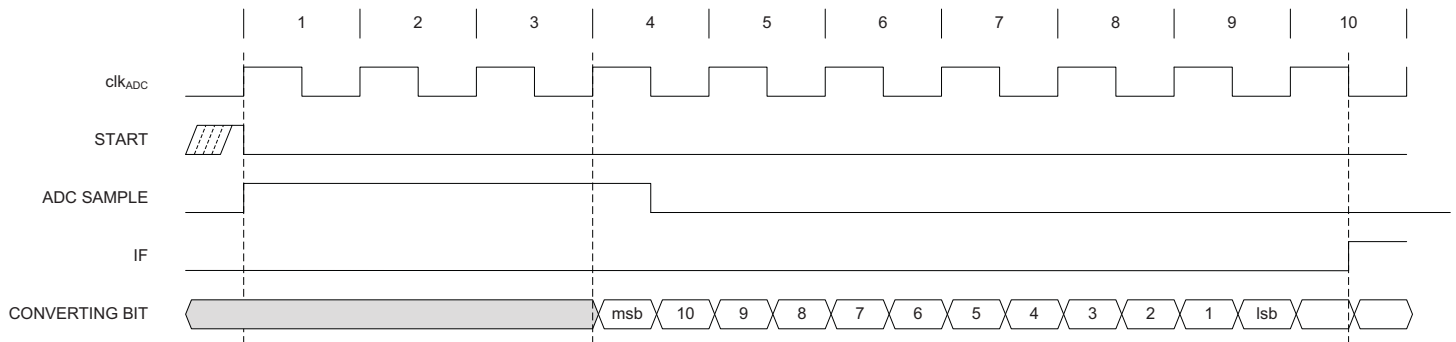 1 2 3 4 5 6 7 8 9 10
clkADC
START
ADC SAMPLE
IF
CONVERTING BIT msb 10 9 8 7 6 5 4 3 2 1 lsb